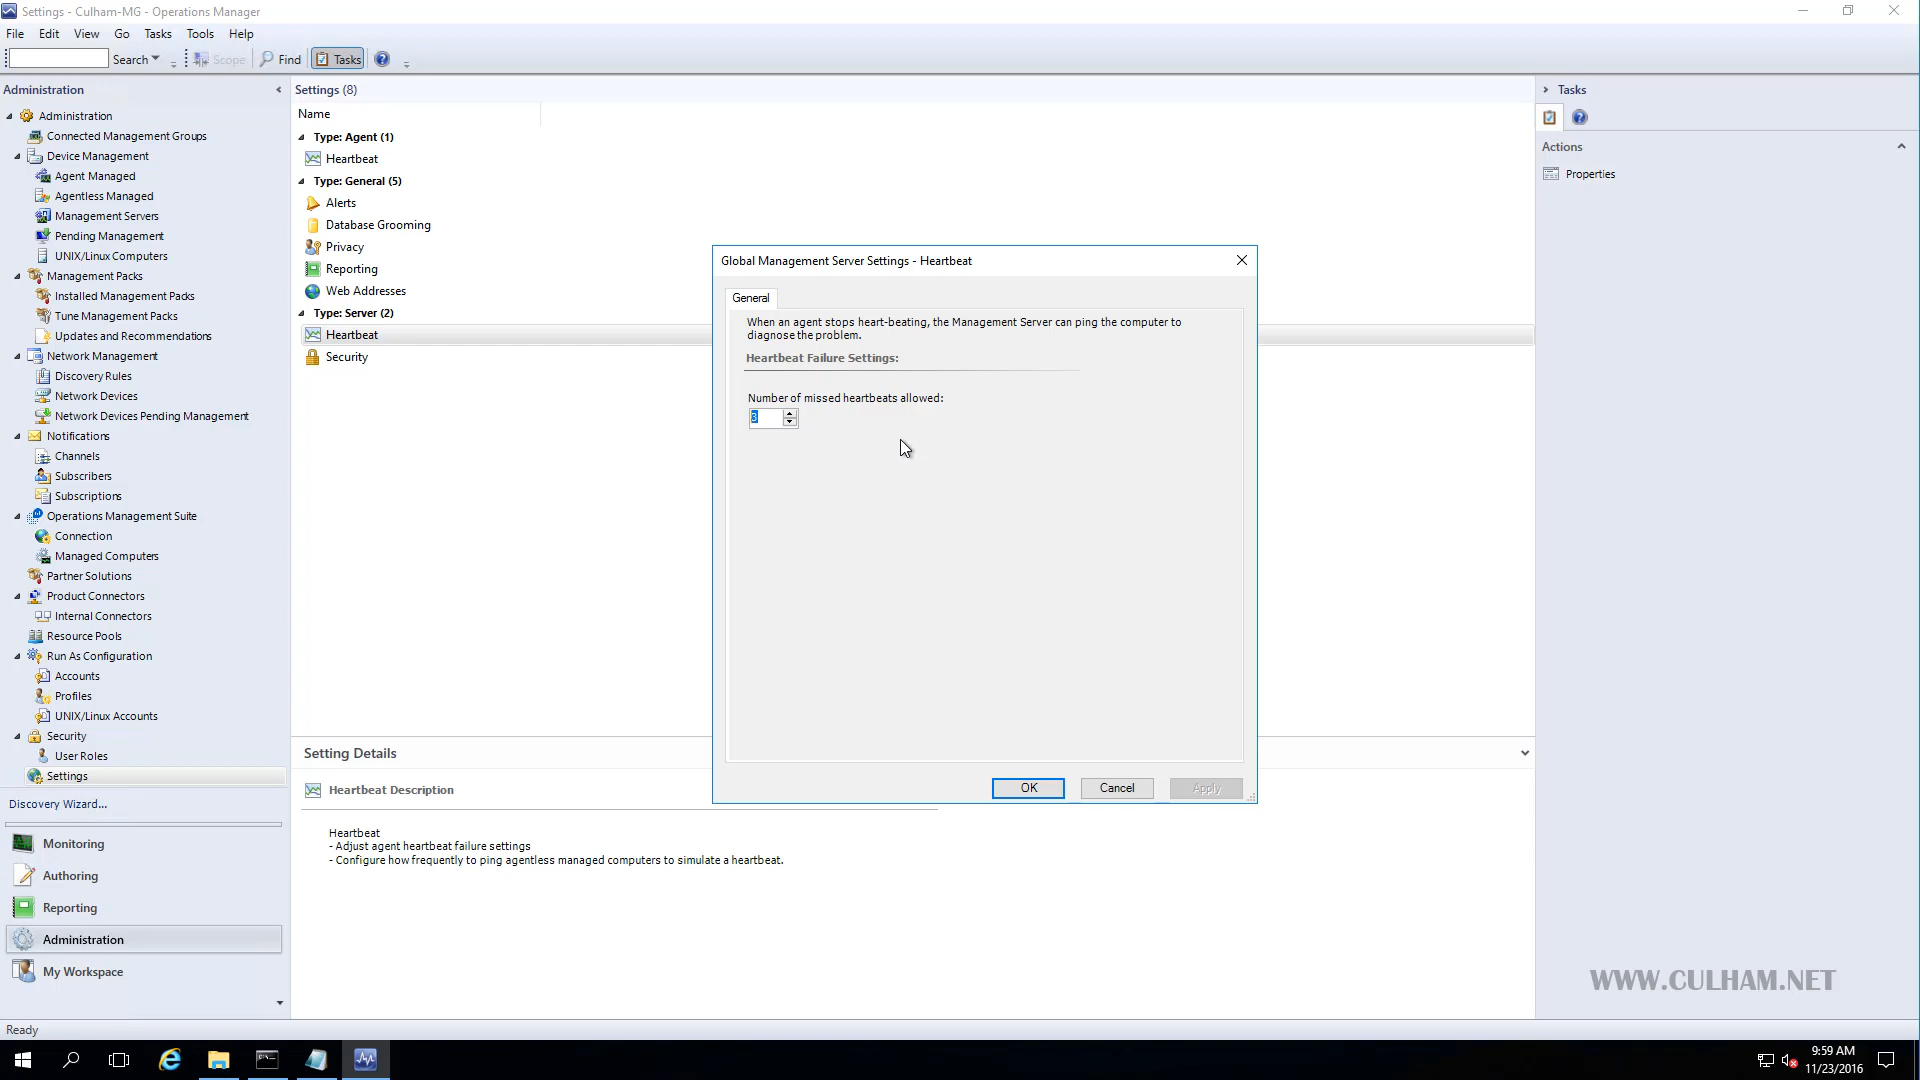 Settings - Culham-MG - Operations Manager
File Edit View Go Tasks Tools Help
Search Scope Find Tasks
Administration
Administration
Connected Management Groups
Device Management
Agent Managed
Agentless Managed
Management Servers
Pending Management
UNIX/Linux Computers
Management Packs
Installed Management Packs
Tune Management Packs
Updates and Recommendations
Network Management
Discovery Rules
Network Devices
Network Devices Pending Management
Notifications
Channels
Subscribers
Subscriptions
Operations Management Suite
Connection
Managed Computers
Partner Solutions
Product Connectors
Internal Connectors
Resource Pools
Run As Configuration
Accounts
Profiles
UNIX/Linux Accounts
Security
User Roles
Settings
Discovery Wizard...
Monitoring
Authoring
Reporting
Administration
My Workspace
Settings (8)
Name
Type: Agent (1)
Heartbeat
Type: General (5)
Alerts
Database Grooming
Privacy
Reporting
Web Addresses
Type: Server (2)
Heartbeat
Security
Global Management Server Settings - Heartbeat
General
When an agent stops heart-beating, the Management Server can ping the computer to
diagnose the problem.
Heartbeat Failure Settings:
Number of missed heartbeats allowed:
3
OK Cancel Apply
Setting Details
Heartbeat Description
Heartbeat
- Adjust agent heartbeat failure settings
- Configure how frequently to ping agentless managed computers to simulate a heartbeat.
Tasks
Actions
Properties
WWW.CULHAM.NET
Ready
9:59 AM
11/23/2016